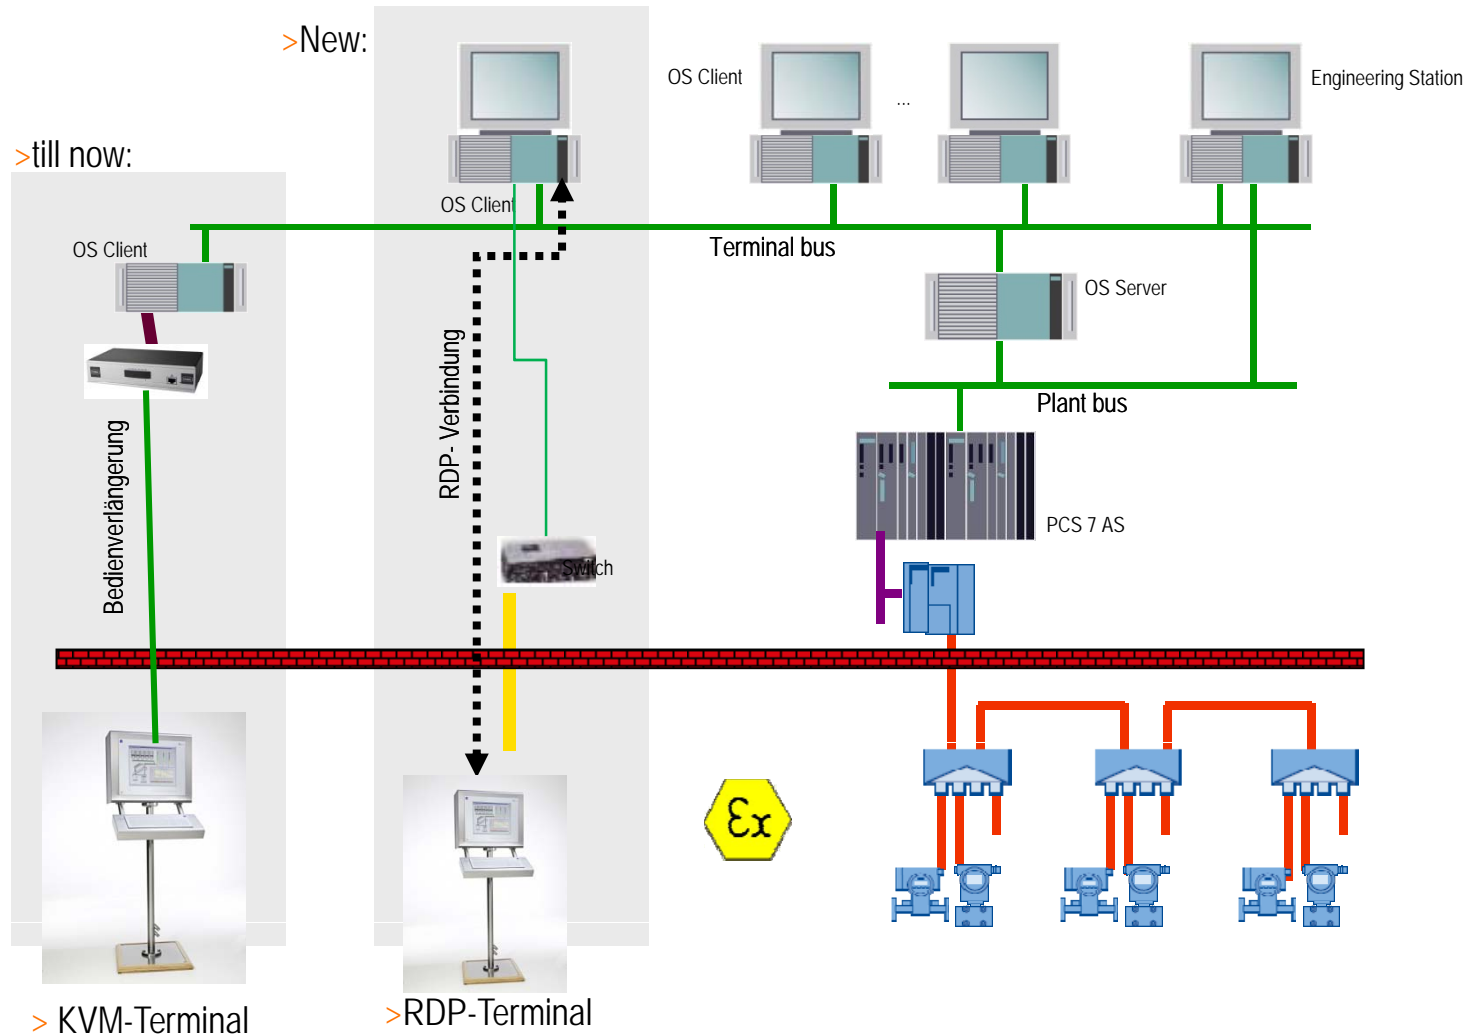 >New:
OS Client
...
Engineering Station
>till now:
OS Client
OS Client
Terminal bus
OS Server
RDP- Verbindung
Plant bus
Bedienverlängerung
PCS 7 AS
Switch
Ex
>RDP-Terminal
> KVM-Terminal